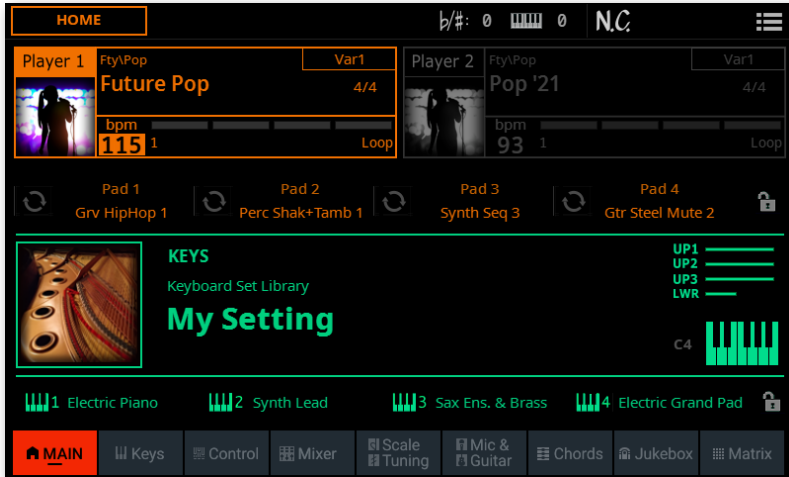 HOME
b/#: 0
0
N.C.
Player 1
Fty\Pop
Var1
Future Pop
4/4
bpm
115
1
Loop
Player 2
Fty\Pop
Var1
Pop '21
4/4
bpm
93
1
Loop
Pad 1
Grv HipHop 1
Pad 2
Perc Shak+Tamb 1
Pad 3
Synth Seq 3
Pad 4
Gtr Steel Mute 2
KEYS
Keyboard Set Library
My Setting
UP1
UP2
UP3
LWR
C4
1 Electric Piano
2 Synth Lead
3 Sax Ens. & Brass
4 Electric Grand Pad
MAIN
Keys
Control
Mixer
Scale
Tuning
Mic &
Guitar
Chords
Jukebox
Matrix